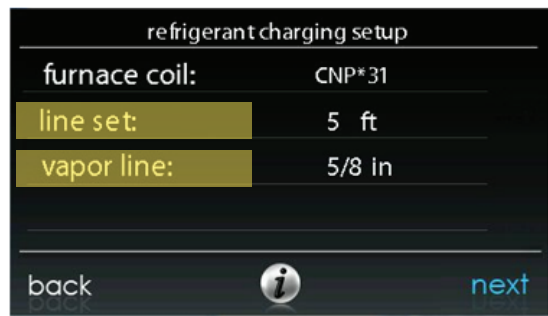 refrigerant charging setup
furnace coil: CNP*31
line set: 5 ft
vapor line: 5/8 in
back i next